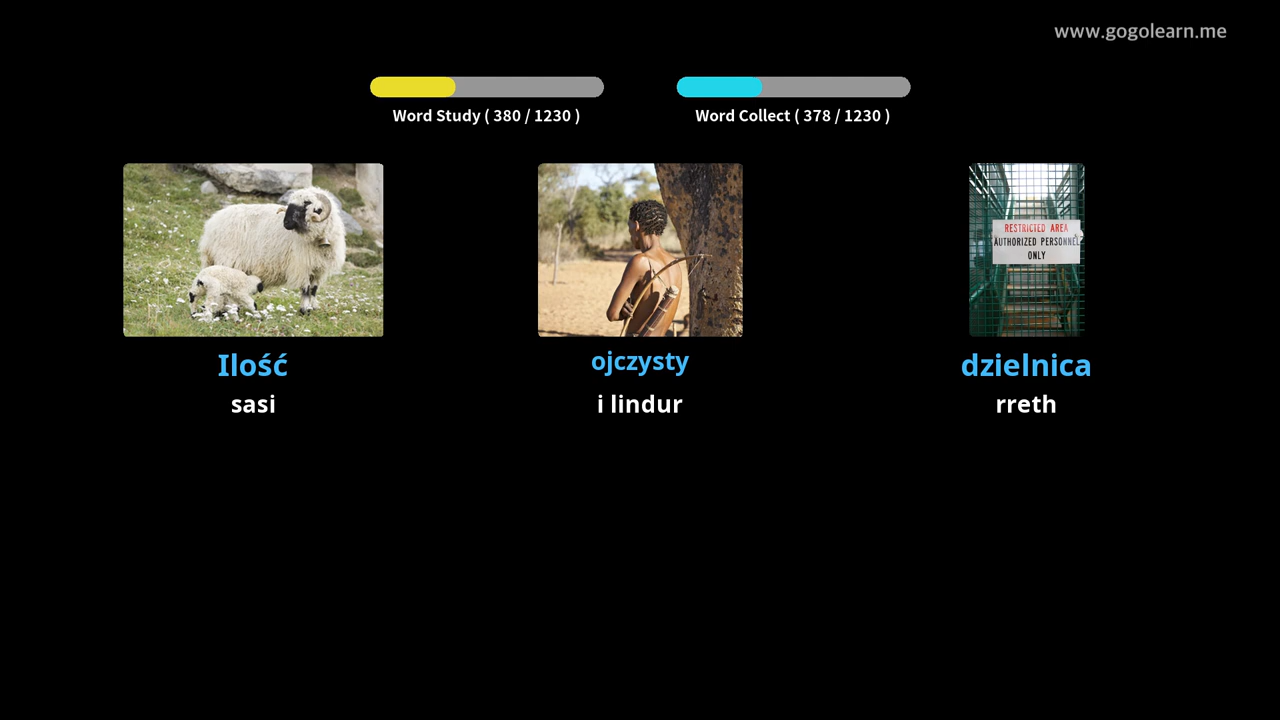 www.gogolearn.me
Word Study ( 380 / 1230 )
Word Collect ( 378 / 1230 )
RESTRICTED AREA
AUTHORIZED PERSONNEL
ONLY
Ilość
ojczysty
dzielnica
sasi
i lindur
rreth